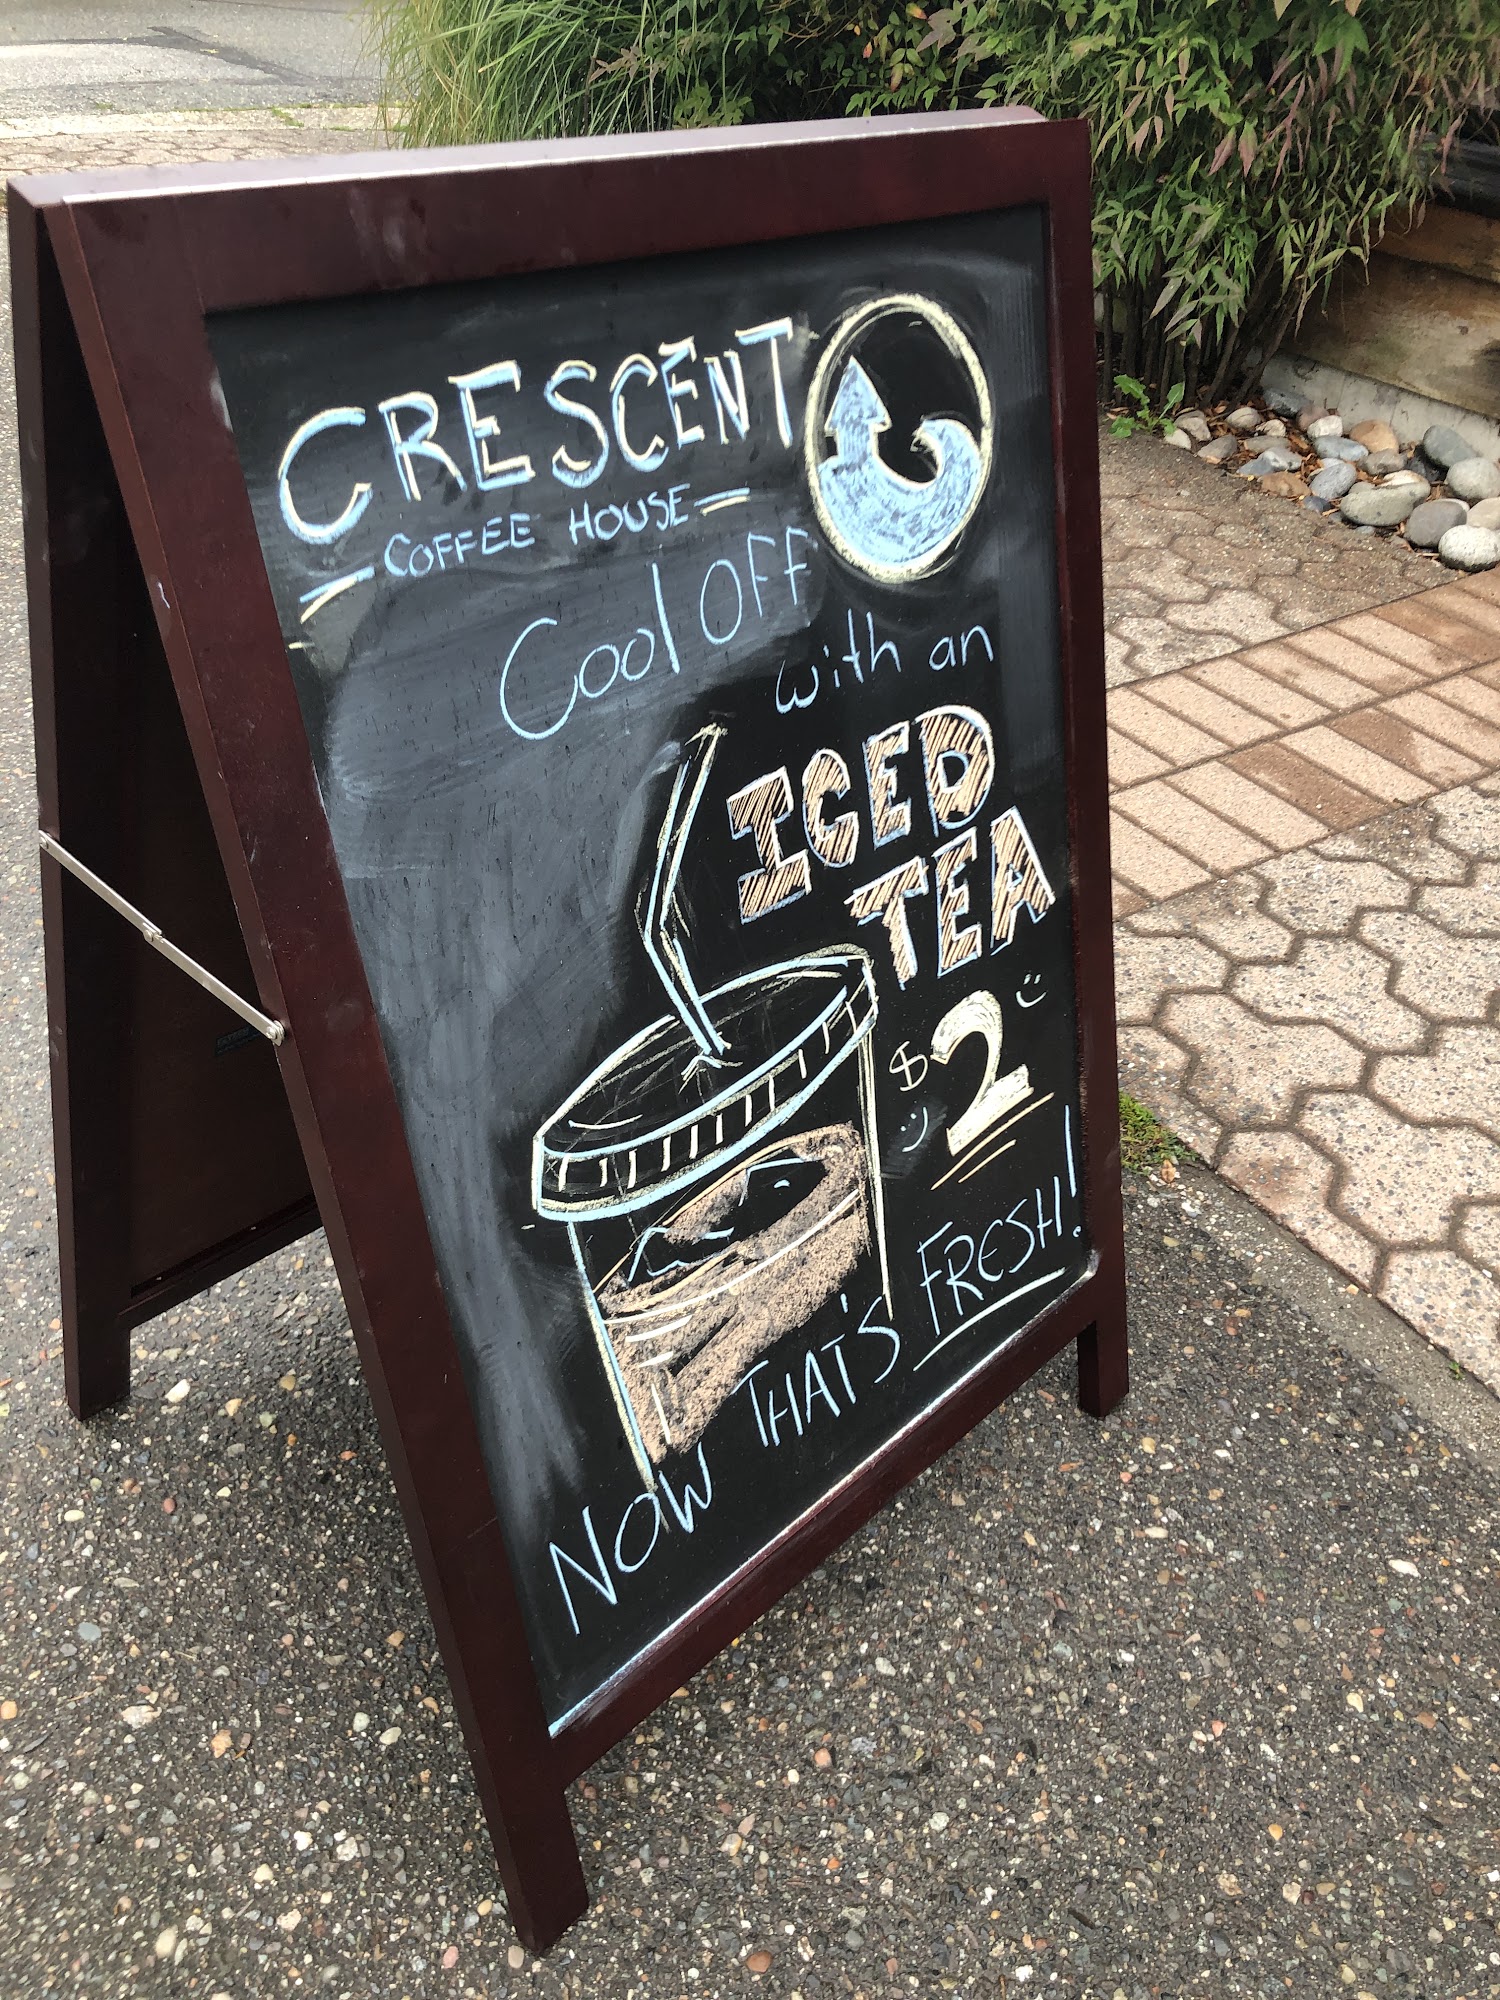 CRESCENT
COFFEE HOUSE
Cool OFF
with an
ICED
TEA
$2
NOW THAT'S FRESH!